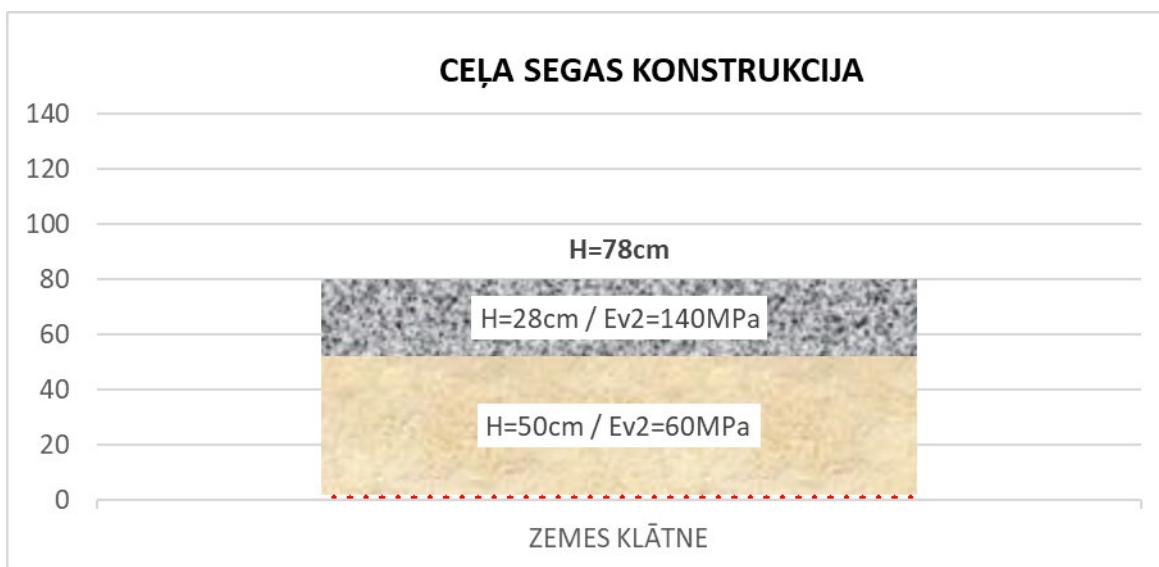 CEĻA SEGAS KONSTRUKCIJA
140
120
100
80
60
40
20
0
H=78cm
H=28cm / Ev2=140MPa
H=50cm / Ev2=60MPa
ZEMES KLĀTNE